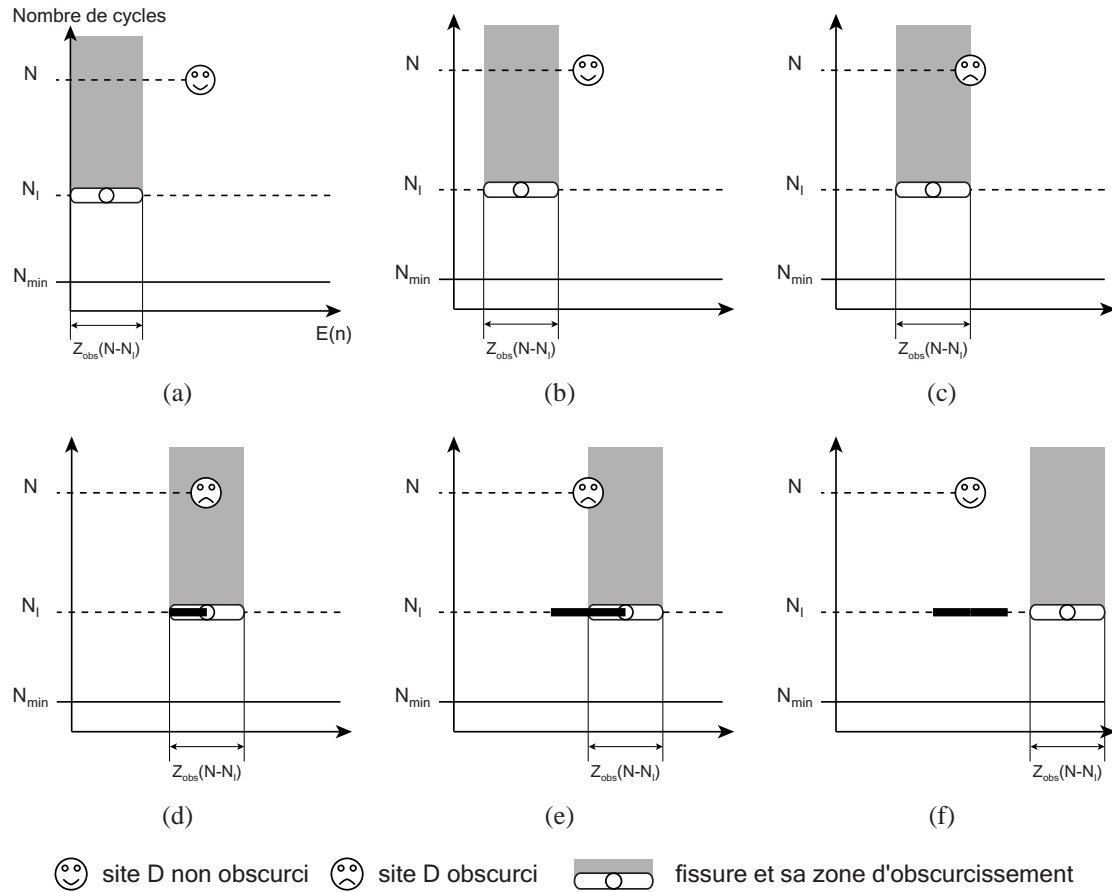 Nombre de cycles
N
N_I
N_min
E(n)
Z_obs(N-N_I)
(a)
N
N_I
N_min
Z_obs(N-N_I)
(b)
N
N_I
N_min
Z_obs(N-N_I)
(c)
N
N_I
N_min
Z_obs(N-N_I)
(d)
N
N_I
N_min
Z_obs(N-N_I)
(e)
N
N_I
N_min
Z_obs(N-N_I)
(f)
site D non obscurci site D obscurci fissure et sa zone d'obscurcissement